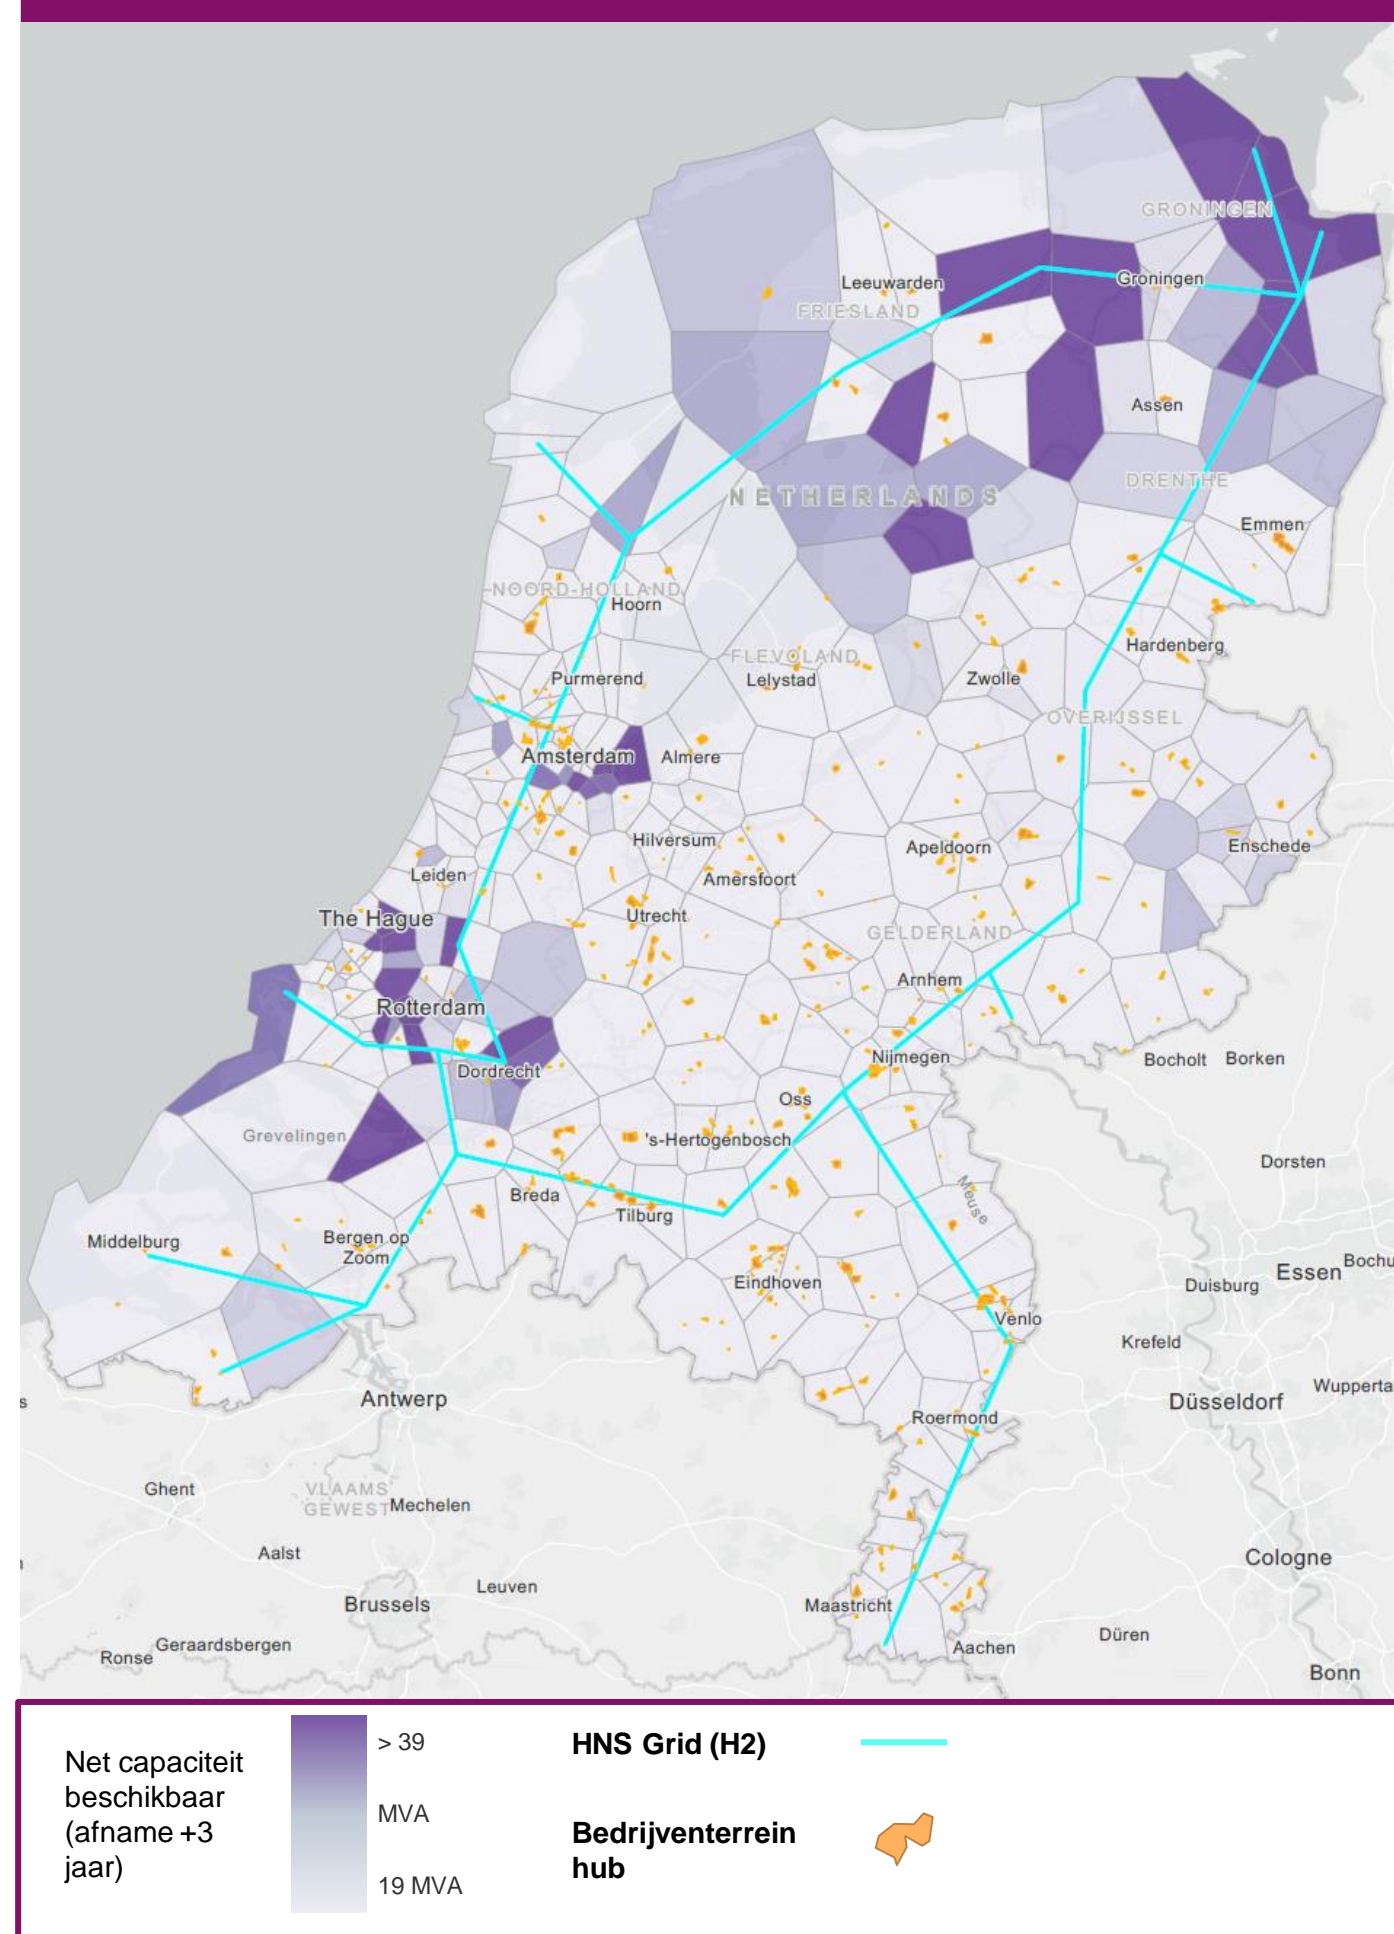 GRONINGEN
Leeuwarden
Groningen
FRIESLAND
Assen
DRENTHE
NETHERLANDS
Emmen
NOORD-HOLLAND
Hoorn
Hardenberg
FLEVOLAND
Purmerend
Lelystad
Zwolle
OVERIJSSEL
Amsterdam
Almere
Hilversum
Apeldoorn
Enschede
Leiden
Amersfoort
The Hague
Utrecht
GELDERLAND
Arnhem
Rotterdam
Nijmegen
Bocholt
Borken
Dordrecht
Oss
Grevelingen
's-Hertogenbosch
Dorsten
Meuse
Breda
Tilburg
Middelburg
Bergen op
Zoom
Eindhoven
Essen
Bochu
Duisburg
Venlo
Krefeld
Antwerp
Düsseldorf
Wupperta
s
Roermond
Ghent
VLAAMS
GEWEST
Mechelen
Aalst
Cologne
Leuven
Brussels
Maastricht
Düren
Geraardsbergen
Ronse
Aachen
Bonn
Net capaciteit
beschikbaar
(afname +3
jaar)
> 39
MVA
19 MVA
HNS Grid (H2)
Bedrijventerrein
hub